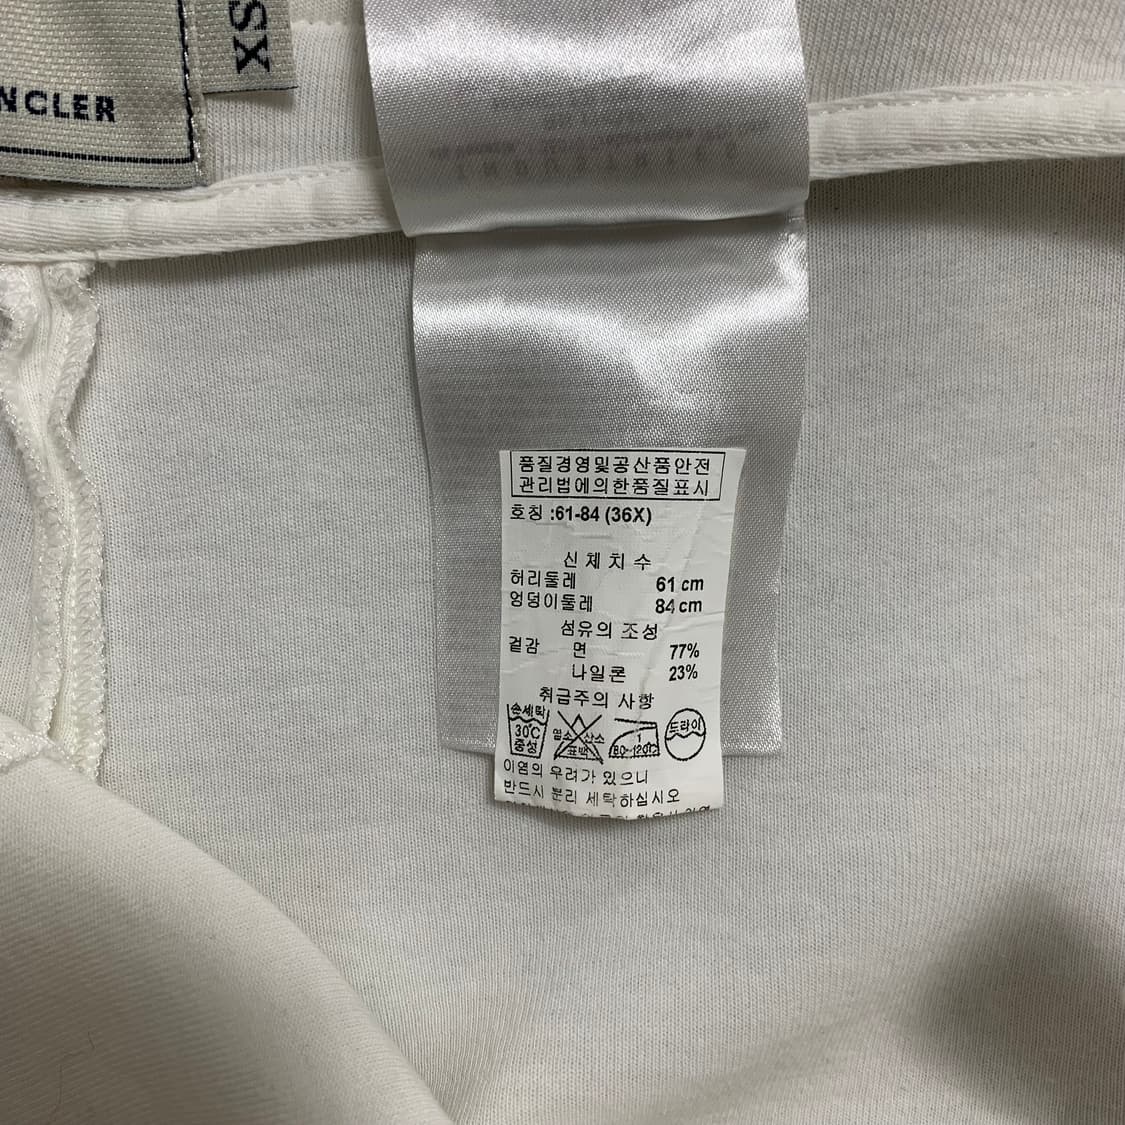 NCLER
XS
품질경영및공산품안전
관리법에의한품질표시
호칭 :61-84 (36X)
신 체 치 수
허리둘레 61 cm
엉덩이둘레 84 cm
섬유의 조성
겉감 면 77%
나일론 23%
취급주의 사항
손세탁
30℃
중성
염소 산소
표백
1
80~120℃
드라이
이염의 우려가 있으니
반드시 분리 세탁하십시오